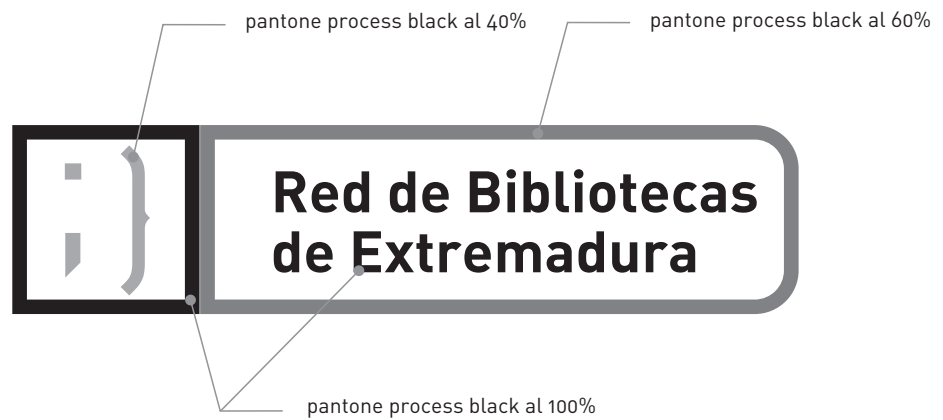 pantone process black al 40%
pantone process black al 60%
;}
Red de Bibliotecas
de Extremadura
pantone process black al 100%